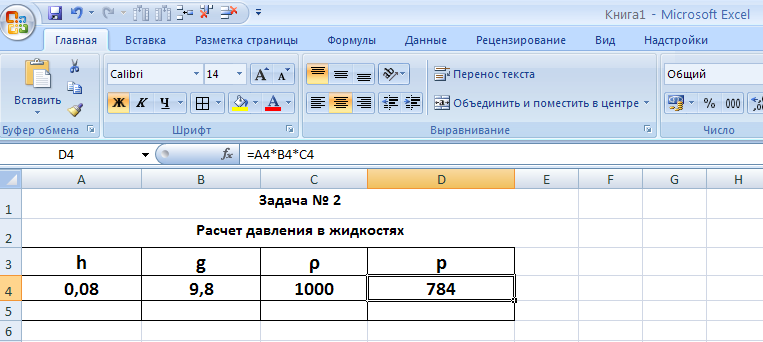 Книга1 - Microsoft Excel
Главная Вставка Разметка страницы Формулы Данные Рецензирование Вид Надстройки
Вставить
Calibri 14 A A
Перенос текста
Общий
Ж К Ч A
Объединить и поместить в центре
% 000
Буфер обмена Шрифт Выравнивание Число
D4 fx =A4*B4*C4
A B C D E F G H
1 Задача № 2
2 Расчет давления в жидкостях
3 h g ρ p
4 0,08 9,8 1000 784
5
6